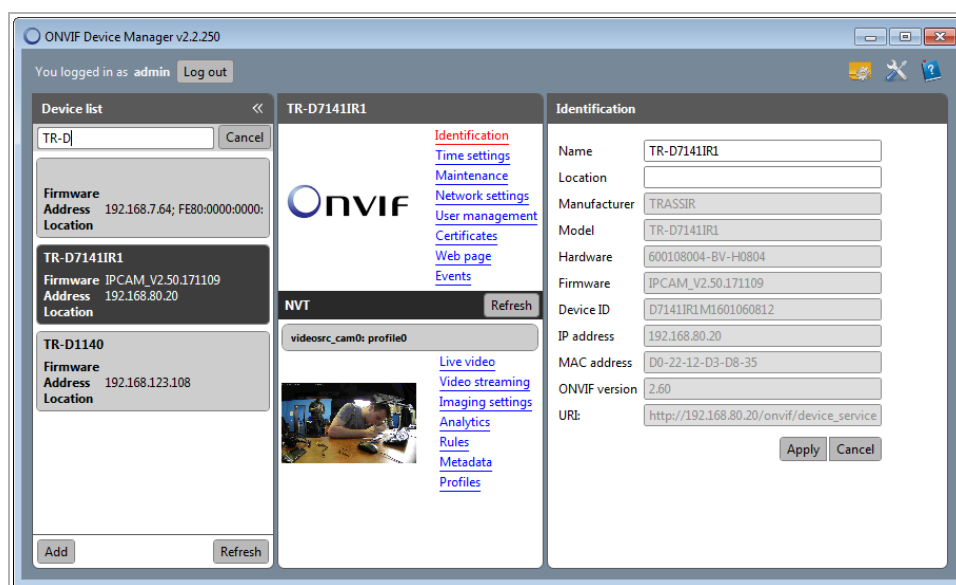 ONVIF Device Manager v2.2.250
You logged in as admin Log out
Device list «
TR-D Cancel
Firmware
Address 192.168.7.64; FE80:0000:0000:
Location
TR-D7141IR1
Firmware IPCAM_V2.50.171109
Address 192.168.80.20
Location
TR-D1140
Firmware
Address 192.168.123.108
Location
Add Refresh
TR-D7141IR1
ONVIF
Identification
Time settings
Maintenance
Network settings
User management
Certificates
Web page
Events
NVT Refresh
videosrc_cam0: profile0
Live video
Video streaming
Imaging settings
Analytics
Rules
Metadata
Profiles
Identification
Name TR-D7141IR1
Location
Manufacturer TRASSIR
Model TR-D7141IR1
Hardware 600108004-BV-H0804
Firmware IPCAM_V2.50.171109
Device ID D7141IR1M1601060812
IP address 192.168.80.20
MAC address D0-22-12-D3-D8-35
ONVIF version 2.60
URI: http://192.168.80.20/onvif/device_service
Apply Cancel